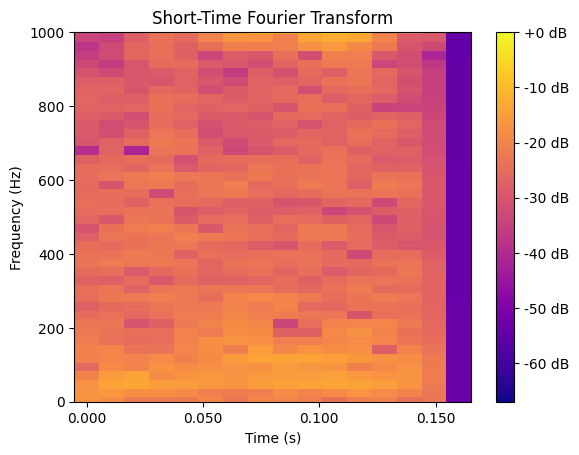 Short-Time Fourier Transform
1000
800
600
400
200
0
Frequency (Hz)
0.000
0.050
0.100
0.150
Time (s)
+0 dB
-10 dB
-20 dB
-30 dB
-40 dB
-50 dB
-60 dB